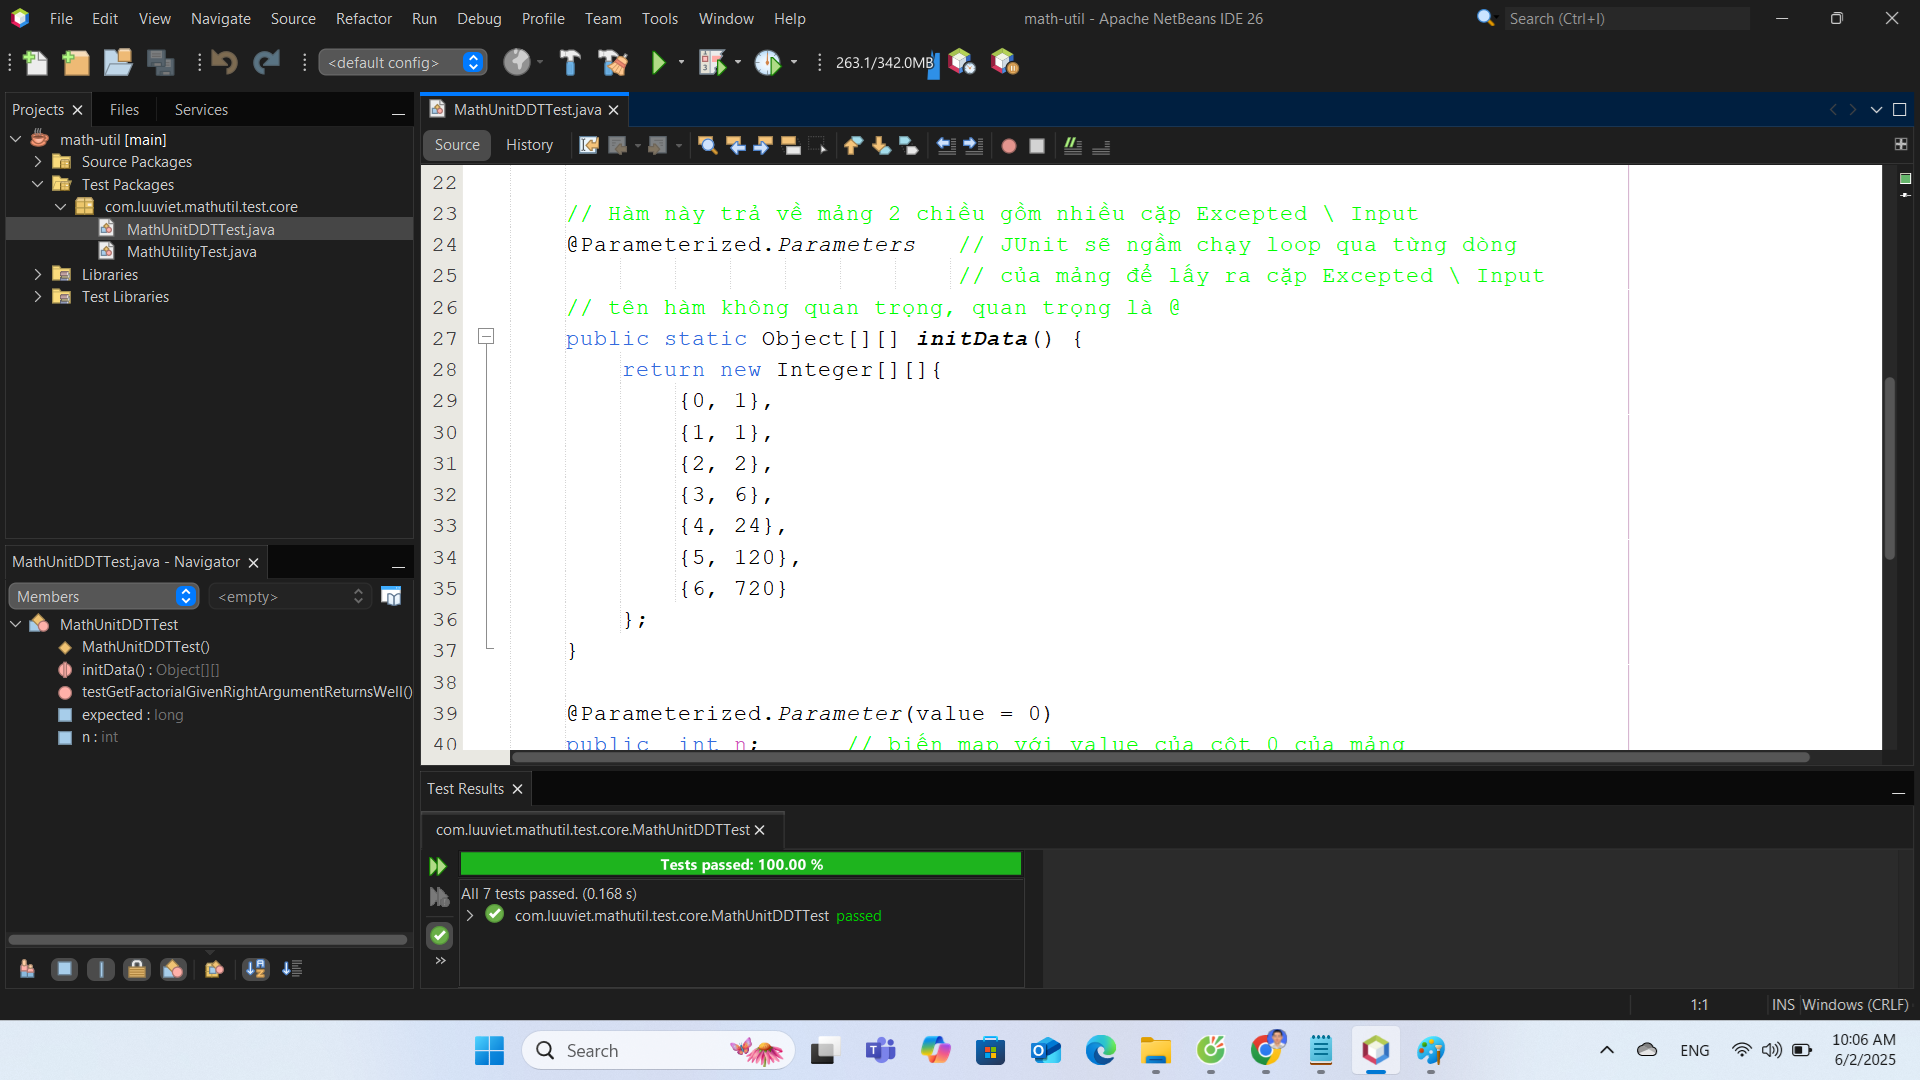 File Edit View Navigate Source Refactor Run Debug Profile Team Tools Window Help
math-util - Apache NetBeans IDE 26
Search (Ctrl+I)
<default config>
263.1/342.0MB
Projects
Files
Services
math-util [main]
Source Packages
Test Packages
com.luuviet.mathutil.test.core
MathUnitDDTTest.java
MathUtilityTest.java
Libraries
Test Libraries
MathUnitDDTTest.java - Navigator
Members
<empty>
MathUnitDDTTest
MathUnitDDTTest()
initData() : Object[][]
testGetFactorialGivenRightArgumentReturnsWell()
expected : long
n : int
MathUnitDDTTest.java
Source
History
22
23 // Hàm này trả về mảng 2 chiều gồm nhiều cặp Excepted \ Input
24 @Parameterized.Parameters // JUnit sẽ ngầm chạy loop qua từng dòng
25 // của mảng để lấy ra cặp Excepted \ Input
26 // tên hàm không quan trọng, quan trọng là @
27 public static Object[][] initData() {
28 return new Integer[][]{
29 {0, 1},
30 {1, 1},
31 {2, 2},
32 {3, 6},
33 {4, 24},
34 {5, 120},
35 {6, 720}
36 };
37 }
38
39 @Parameterized.Parameter(value = 0)
40 public int n; // biến map với value của cột 0 của mảng
Test Results
com.luuviet.mathutil.test.core.MathUnitDDTTest
Tests passed: 100.00 %
All 7 tests passed. (0.168 s)
com.luuviet.mathutil.test.core.MathUnitDDTTest passed
1:1
INS
Windows (CRLF)
Search
ENG
10:06 AM
6/2/2025